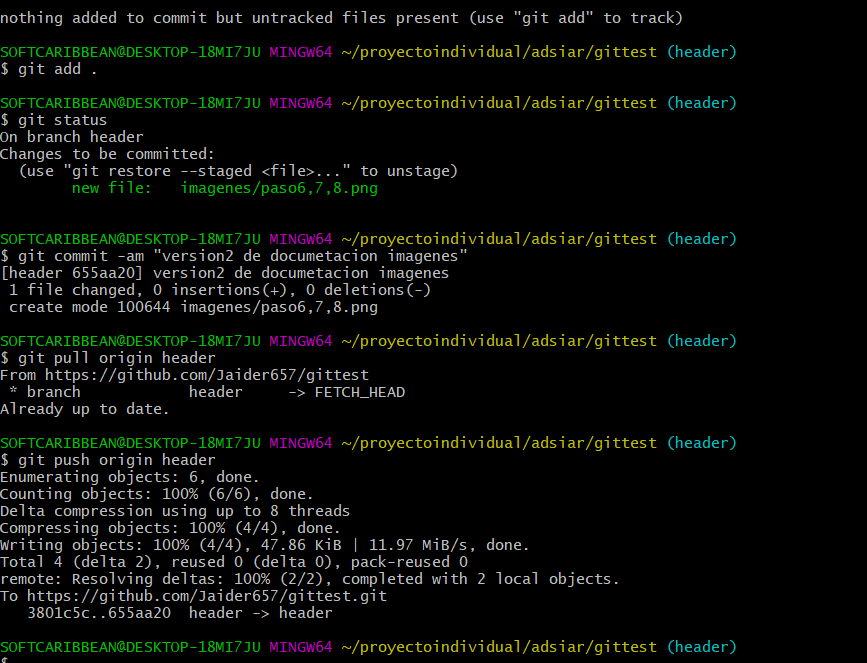 nothing added to commit but untracked files present (use "git add" to track)
SOFTCARIBBEAN@DESKTOP-18MI7JU MINGW64 ~/proyectoindividual/adsiar/gittest (header)
$ git add .
SOFTCARIBBEAN@DESKTOP-18MI7JU MINGW64 ~/proyectoindividual/adsiar/gittest (header)
$ git status
On branch header
Changes to be committed:
  (use "git restore --staged <file>..." to unstage)
        new file:   imagenes/paso6,7,8.png
SOFTCARIBBEAN@DESKTOP-18MI7JU MINGW64 ~/proyectoindividual/adsiar/gittest (header)
$ git commit -am "version2 de documetacion imagenes"
[header 655aa20] version2 de documetacion imagenes
 1 file changed, 0 insertions(+), 0 deletions(-)
 create mode 100644 imagenes/paso6,7,8.png
SOFTCARIBBEAN@DESKTOP-18MI7JU MINGW64 ~/proyectoindividual/adsiar/gittest (header)
$ git pull origin header
From https://github.com/Jaider657/gittest
 * branch            header     -> FETCH_HEAD
Already up to date.
SOFTCARIBBEAN@DESKTOP-18MI7JU MINGW64 ~/proyectoindividual/adsiar/gittest (header)
$ git push origin header
Enumerating objects: 6, done.
Counting objects: 100% (6/6), done.
Delta compression using up to 8 threads
Compressing objects: 100% (4/4), done.
Writing objects: 100% (4/4), 47.86 KiB | 11.97 MiB/s, done.
Total 4 (delta 2), reused 0 (delta 0), pack-reused 0
remote: Resolving deltas: 100% (2/2), completed with 2 local objects.
To https://github.com/Jaider657/gittest.git
   3801c5c..655aa20  header -> header
SOFTCARIBBEAN@DESKTOP-18MI7JU MINGW64 ~/proyectoindividual/adsiar/gittest (header)
$